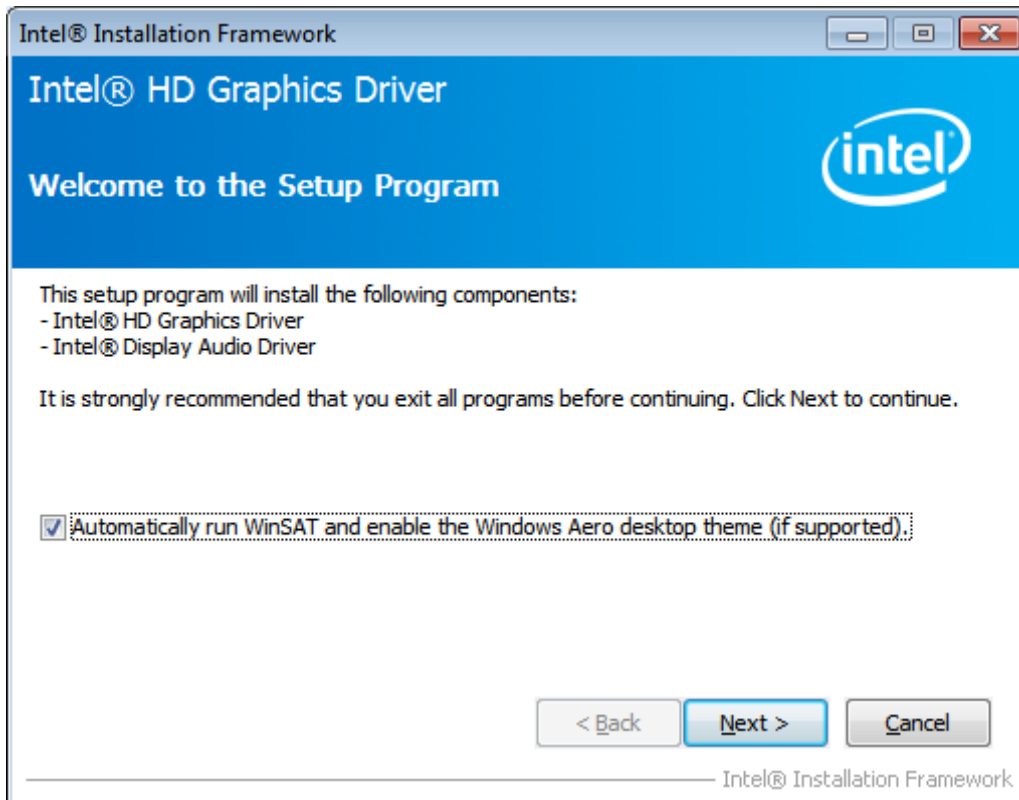 Intel® Installation Framework
Intel® HD Graphics Driver
intel
Welcome to the Setup Program
This setup program will install the following components:
- Intel® HD Graphics Driver
- Intel® Display Audio Driver
It is strongly recommended that you exit all programs before continuing. Click Next to continue.
Automatically run WinSAT and enable the Windows Aero desktop theme (if supported).
< Back Next > Cancel
Intel® Installation Framework